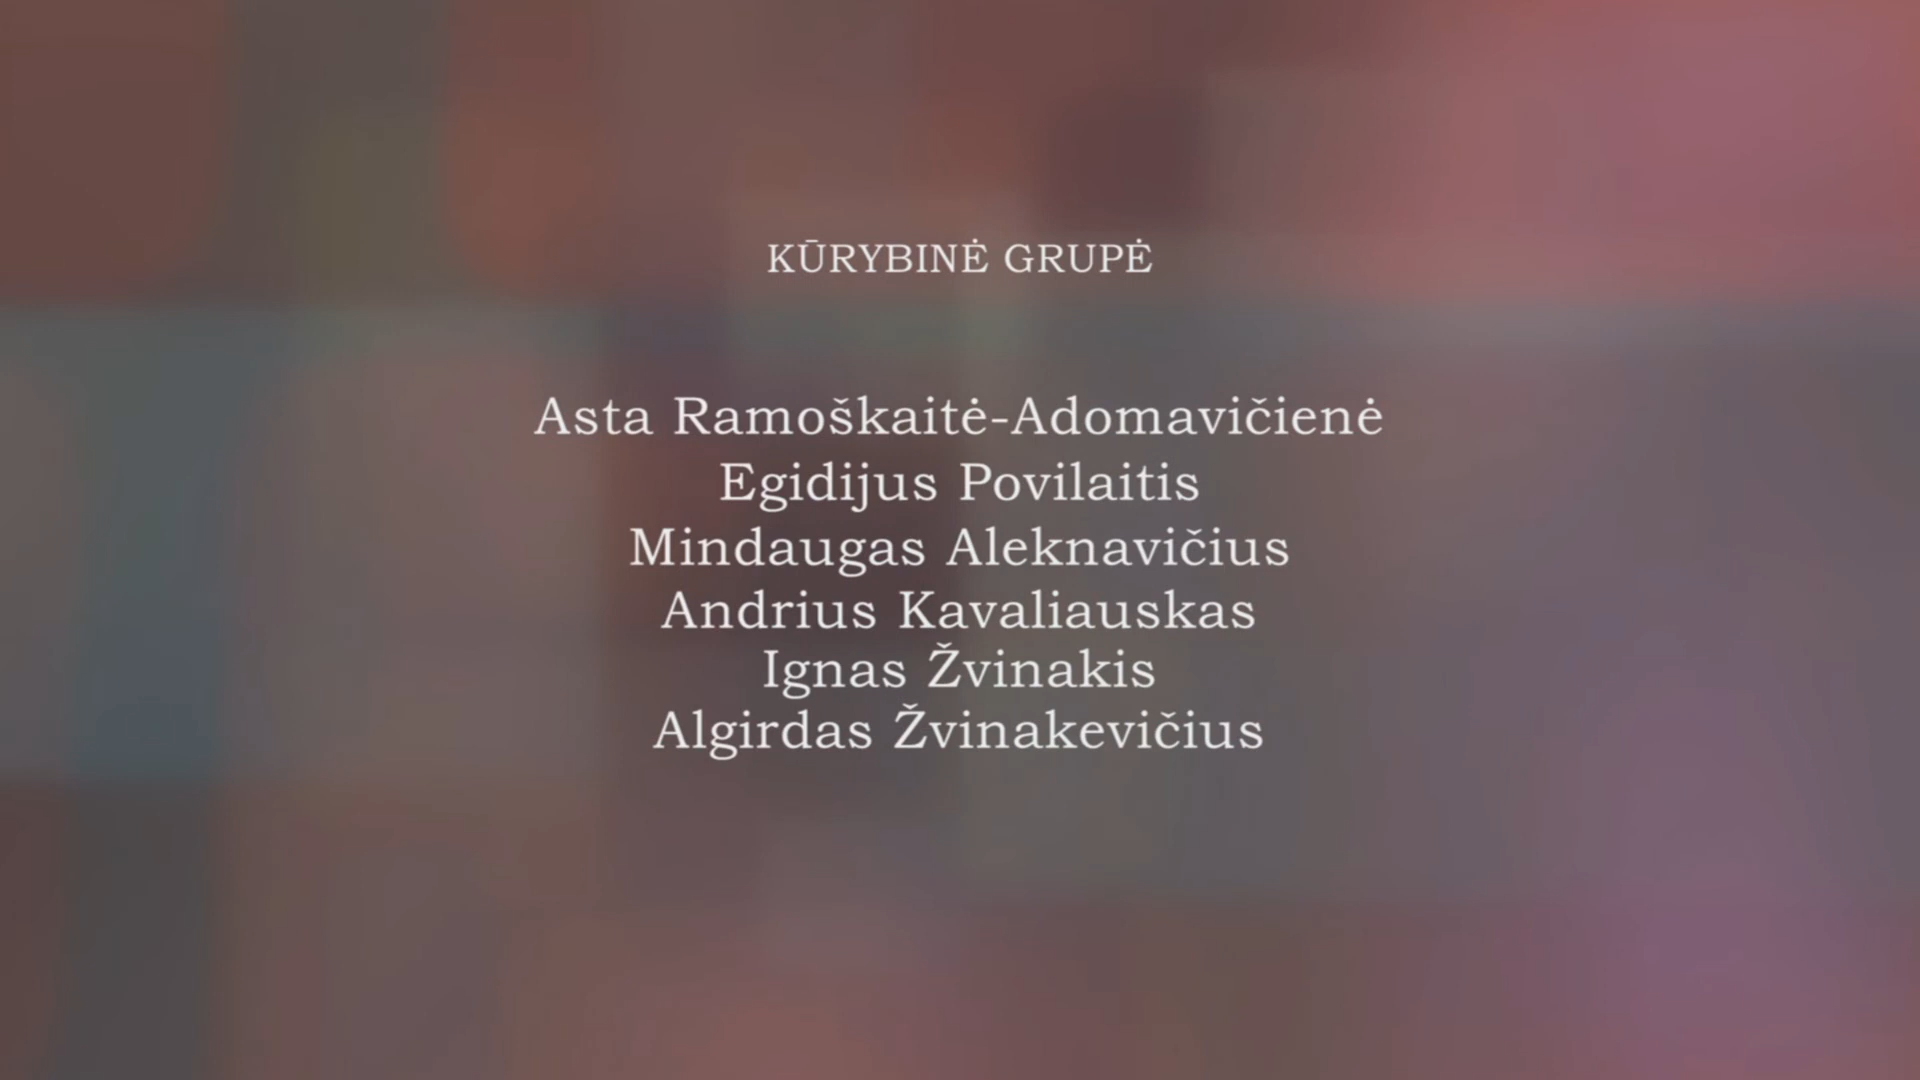 KŪRYBINĖ GRUPĖ
Asta Ramoškaitė-Adomavičienė
Egidijus Povilaitis
Mindaugas Aleknavičius
Andrius Kavaliauskas
Ignas Žvinakis
Algirdas Žvinakevičius